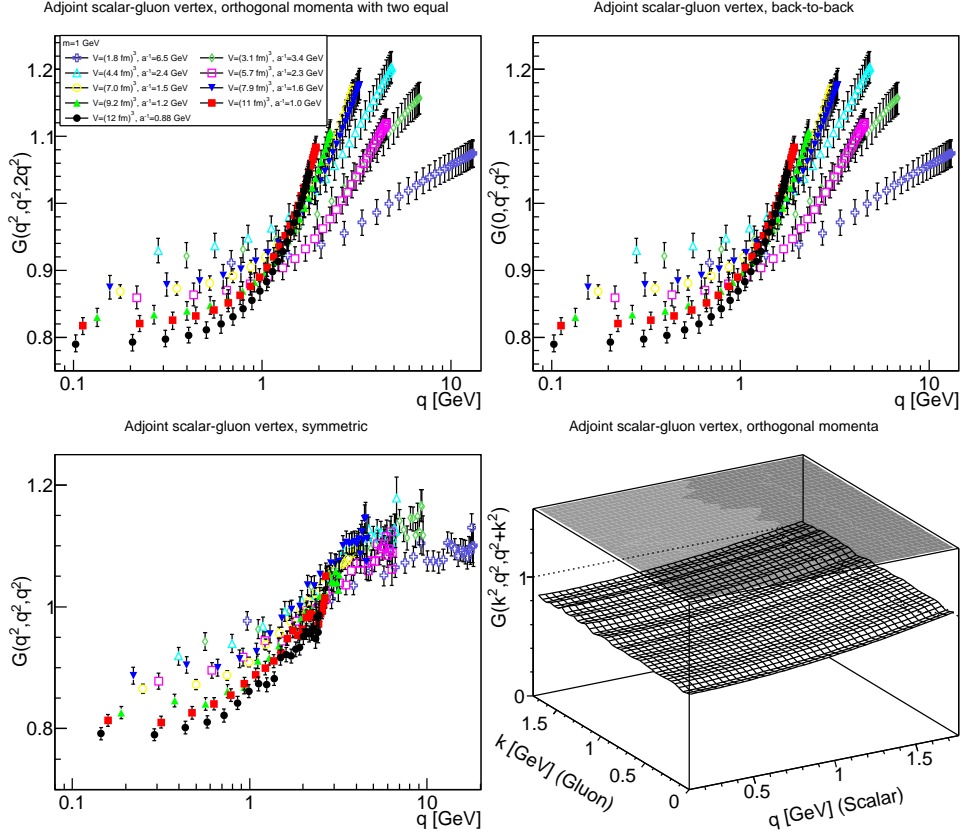 Adjoint scalar-gluon vertex, orthogonal momenta with two equal
G(q²,q²,2q²)
m=1 GeV
V=(1.8 fm)³, a⁻¹=6.5 GeV
V=(3.1 fm)³, a⁻¹=3.4 GeV
V=(4.4 fm)³, a⁻¹=2.4 GeV
V=(5.7 fm)³, a⁻¹=2.3 GeV
V=(7.0 fm)³, a⁻¹=1.5 GeV
V=(7.9 fm)³, a⁻¹=1.6 GeV
V=(9.2 fm)³, a⁻¹=1.2 GeV
V=(11 fm)³, a⁻¹=1.0 GeV
V=(12 fm)³, a⁻¹=0.88 GeV
1.2
1.1
1
0.9
0.8
0.1
1
10
q [GeV]
Adjoint scalar-gluon vertex, back-to-back
G(0,q²,q²)
1.2
1.1
1
0.9
0.8
0.1
1
10
q [GeV]
Adjoint scalar-gluon vertex, symmetric
G(q²,q²,q²)
1.2
1
0.8
0.1
1
10
q [GeV]
Adjoint scalar-gluon vertex, orthogonal momenta
G(k²,q²,q²+k²)
1
0
1.5
1
0.5
0
k [GeV] (Gluon)
0.5
1
1.5
q [GeV] (Scalar)